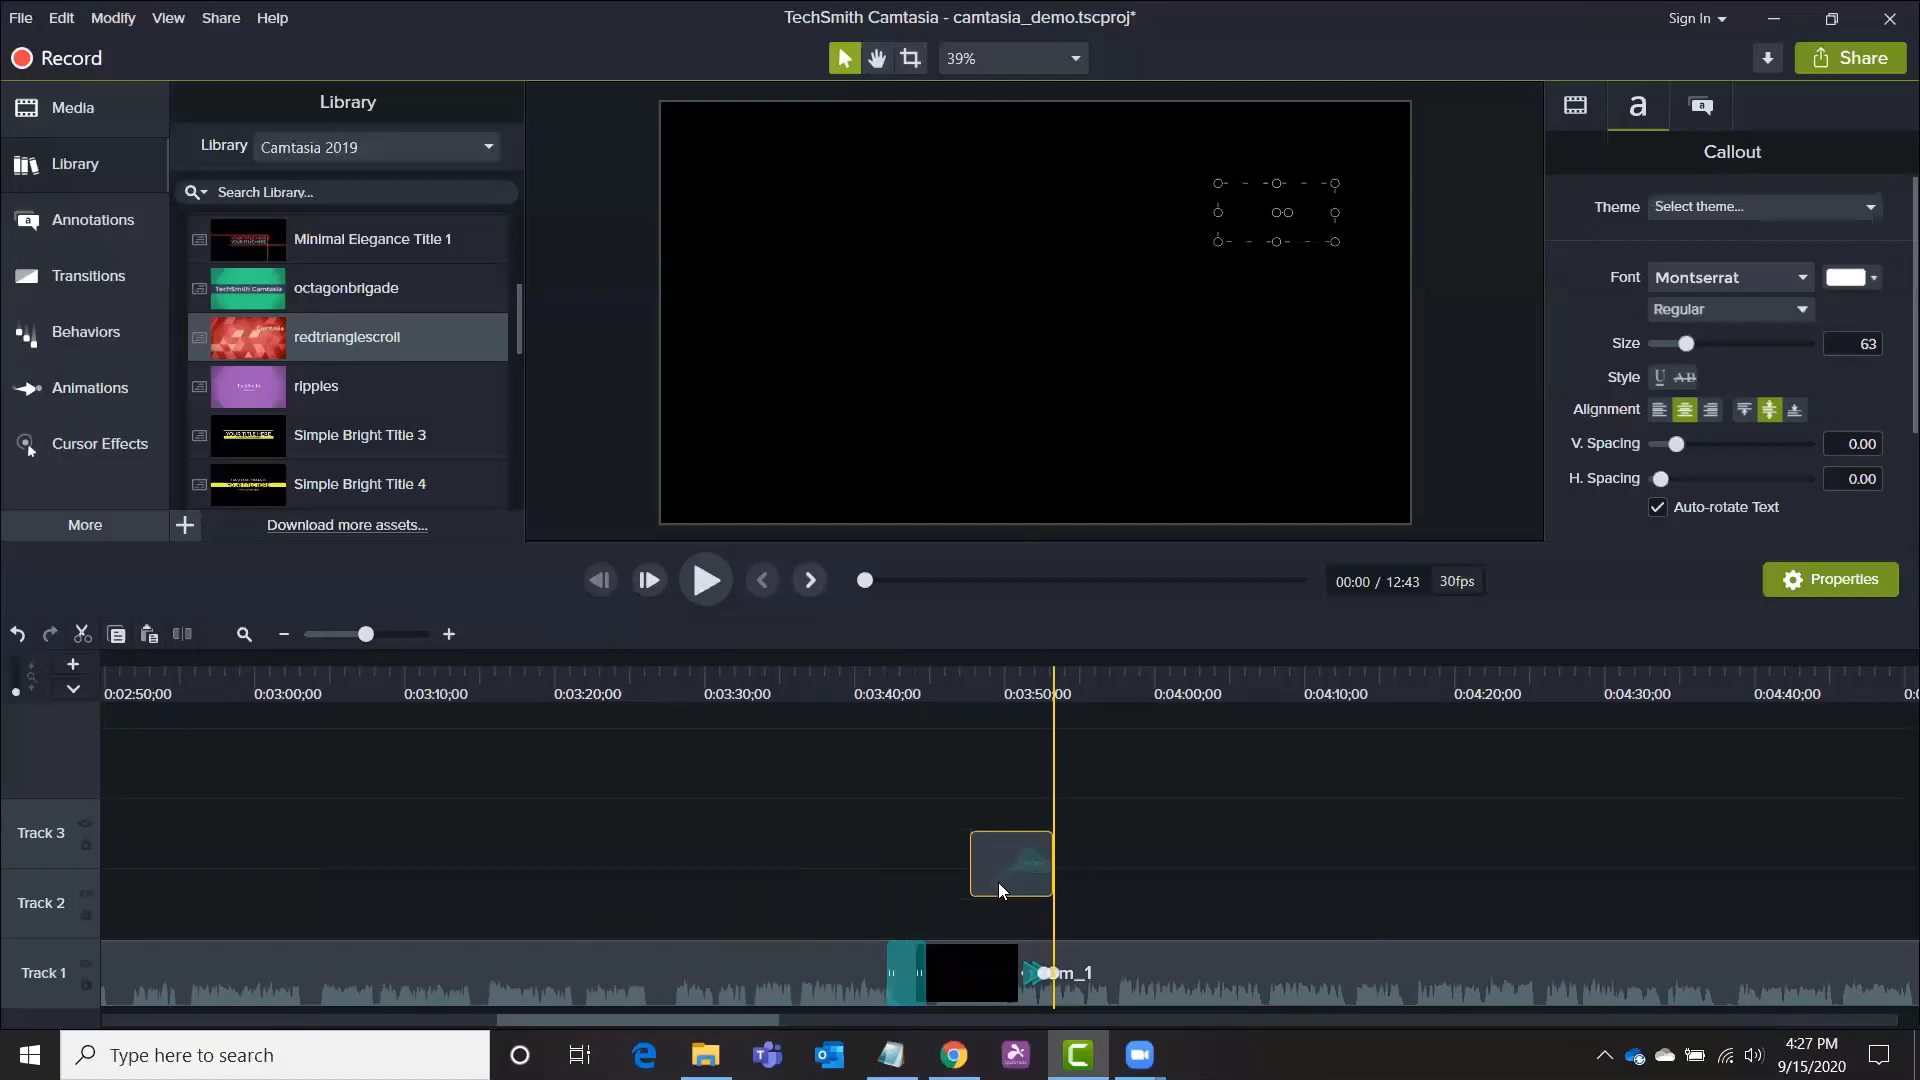 File Edit Modify View Share Help
TechSmith Camtasia - camtasia_demo.tscproj*
Sign In
Record
39%
Share
Media
Library
Annotations
Transitions
Behaviors
Animations
Cursor Effects
More
Library
Library Camtasia 2019
Search Library...
Minimal Elegance Title 1
octagonbrigade
redtrianglescroll
ripples
Simple Bright Title 3
Simple Bright Title 4
Download more assets...
a
a
Callout
Theme Select theme...
Font Montserrat
Regular
Size 63
Style U AB
Alignment
V. Spacing 0.00
H. Spacing 0.00
Auto-rotate Text
00:00 / 12:43 30fps
Properties
0:02:50;00 0:03:00;00 0:03:10;00 0:03:20;00 0:03:30;00 0:03:40;00 0:03:50;00 0:04:00;00 0:04:10;00 0:04:20;00 0:04:30;00 0:04:40;00
Track 3
Track 2
Track 1
m_1
Type here to search
4:27 PM
9/15/2020